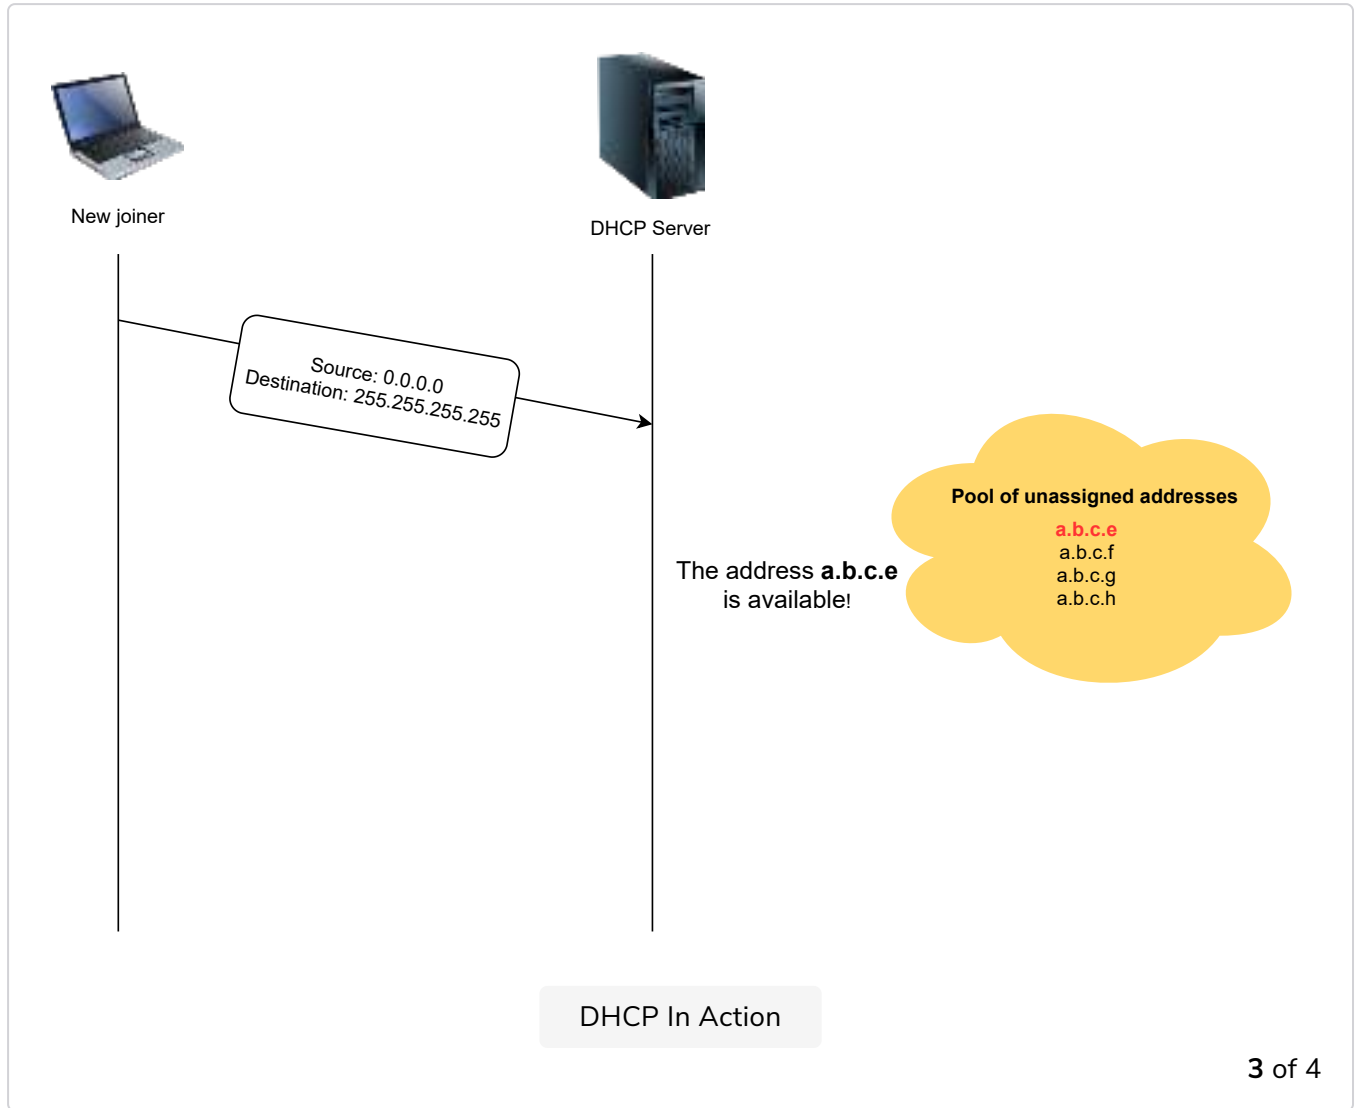 New joiner
DHCP Server
Source: 0.0.0.0
Destination: 255.255.255.255
Pool of unassigned addresses
a.b.c.e
a.b.c.f
a.b.c.g
a.b.c.h
The address a.b.c.e
is available!
DHCP In Action
3 of 4